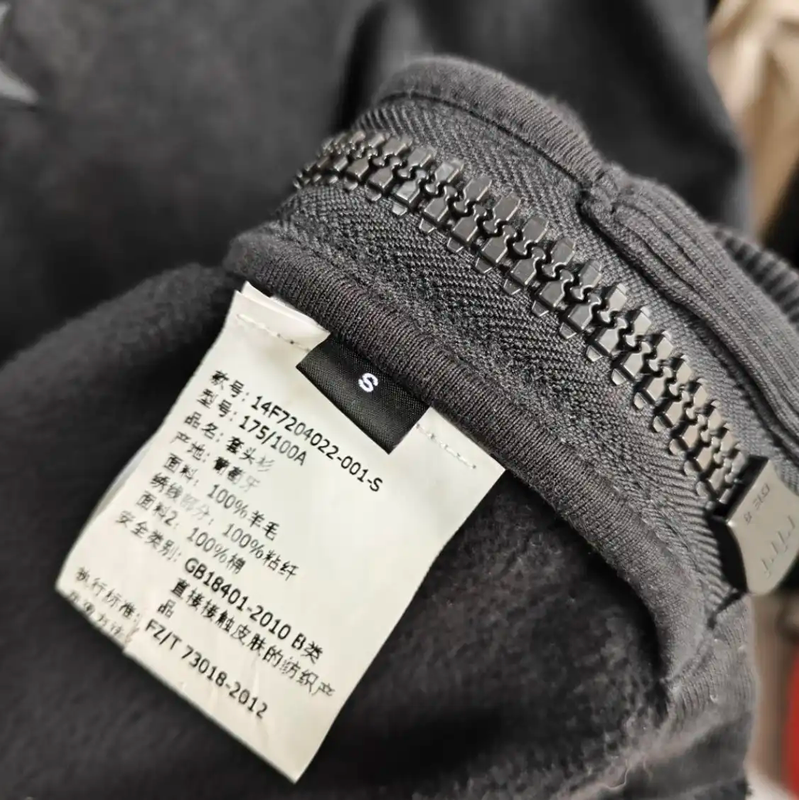 S
款号: 14F7204022-001-S
型号: 175/100A
品名: 套头衫
产地: 葡萄牙
面料: 100%羊毛
绣线部分: 100%粘纤
面料2: 100%棉
安全类别: GB18401-2010 B类
直接接触皮肤的纺织产
品
执行标准: FZ/T 73018-2012